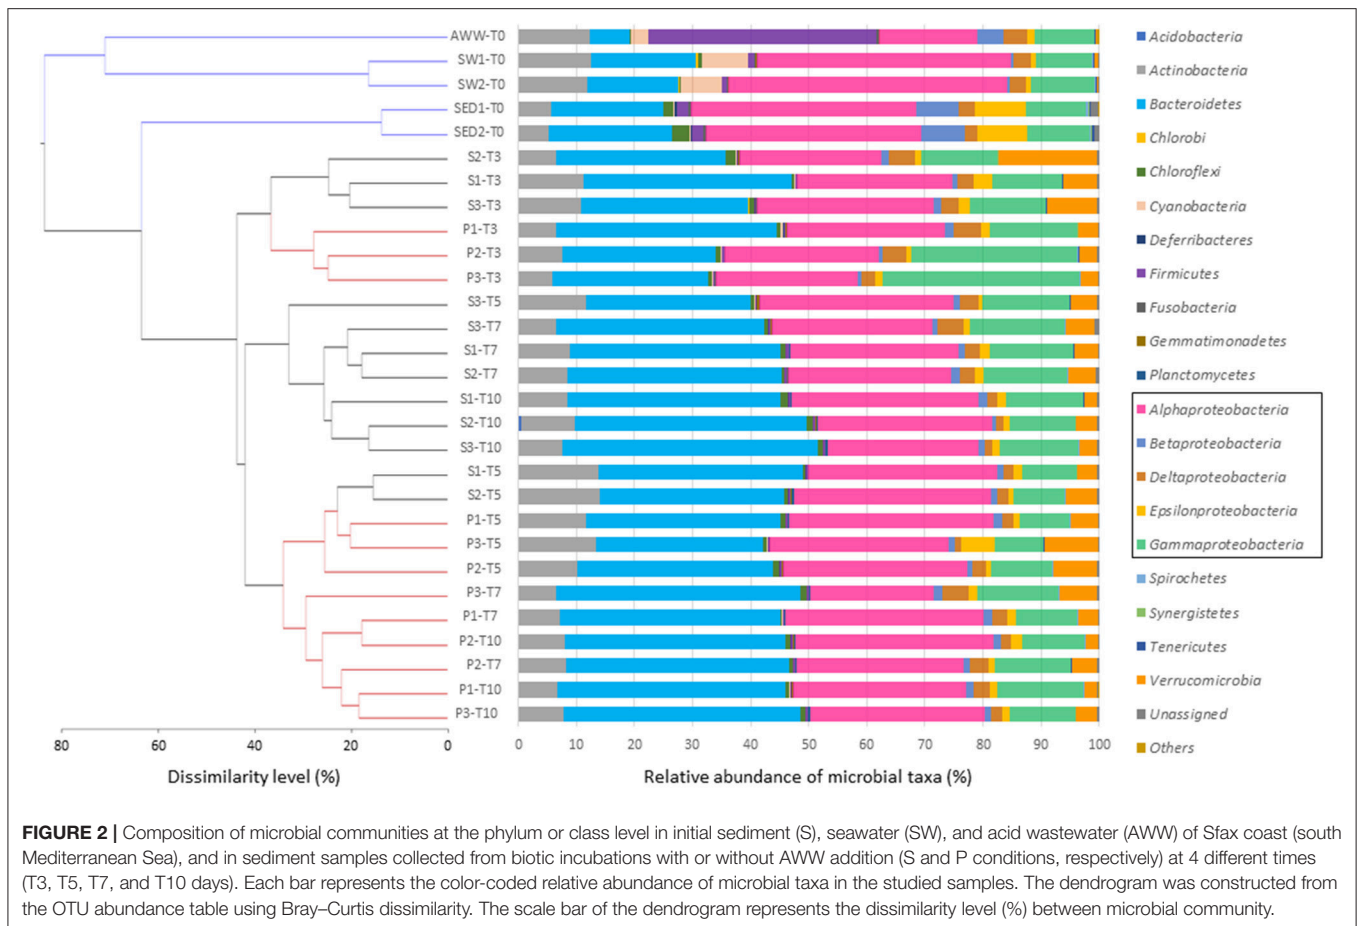 AWW-T0
SW1-T0
SW2-T0
SED1-T0
SED2-T0
S2-T3
S1-T3
S3-T3
P1-T3
P2-T3
P3-T3
S3-T5
S3-T7
S1-T7
S2-T7
S1-T10
S2-T10
S3-T10
S1-T5
S2-T5
P1-T5
P3-T5
P2-T5
P3-T7
P1-T7
P2-T10
P2-T7
P1-T10
P3-T10
80 60 40 20 0
Dissimilarity level (%)
0 10 20 30 40 50 60 70 80 90 100
Relative abundance of microbial taxa (%)
Acidobacteria
Actinobacteria
Bacteroidetes
Chlorobi
Chloroflexi
Cyanobacteria
Deferribacteres
Firmicutes
Fusobacteria
Gemmatimonadetes
Planctomycetes
Alphaproteobacteria
Betaproteobacteria
Deltaproteobacteria
Epsilonproteobacteria
Gammaproteobacteria
Spirochetes
Synergistetes
Tenericutes
Verrucomicrobia
Unassigned
Others
FIGURE 2 | Composition of microbial communities at the phylum or class level in initial sediment (S), seawater (SW), and acid wastewater (AWW) of Sfax coast (south
Mediterranean Sea), and in sediment samples collected from biotic incubations with or without AWW addition (S and P conditions, respectively) at 4 different times
(T3, T5, T7, and T10 days). Each bar represents the color-coded relative abundance of microbial taxa in the studied samples. The dendrogram was constructed from
the OTU abundance table using Bray–Curtis dissimilarity. The scale bar of the dendrogram represents the dissimilarity level (%) between microbial community.